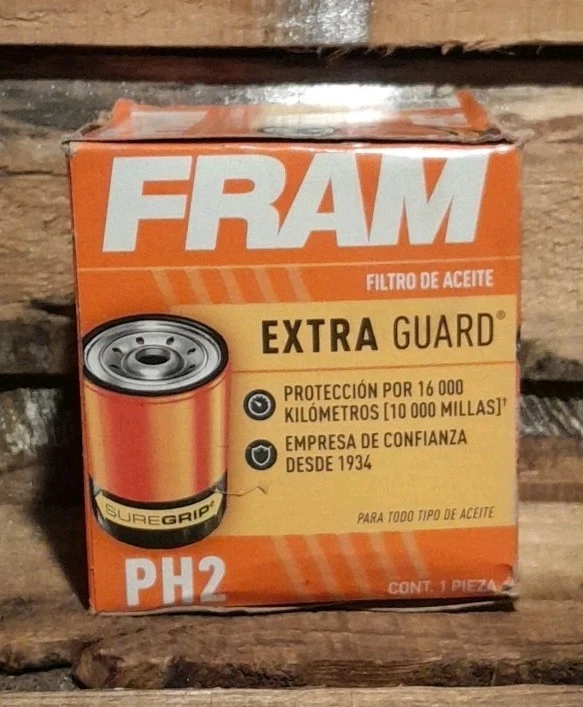 FRAM
FILTRO DE ACEITE
EXTRA GUARD®
PROTECCIÓN POR 16 000
KILÓMETROS [10 000 MILLAS]†
EMPRESA DE CONFIANZA
DESDE 1934
SUREGRIP®
PARA TODO TIPO DE ACEITE
PH2
CONT. 1 PIEZA